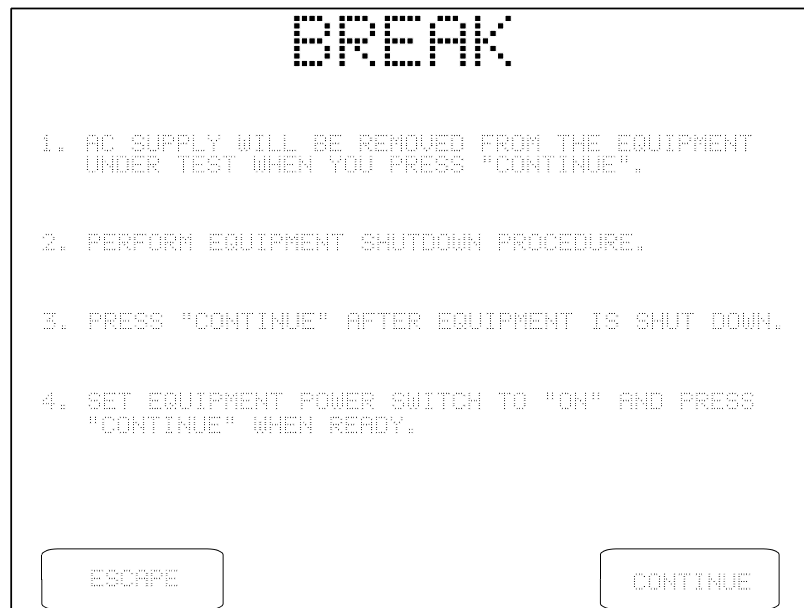 BREAK
1. AC SUPPLY WILL BE REMOVED FROM THE EQUIPMENT
UNDER TEST WHEN YOU PRESS "CONTINUE".
2. PERFORM EQUIPMENT SHUTDOWN PROCEDURE.
3. PRESS "CONTINUE" AFTER EQUIPMENT IS SHUT DOWN.
4. SET EQUIPMENT POWER SWITCH TO "ON" AND PRESS
"CONTINUE" WHEN READY.
ESCAPE
CONTINUE